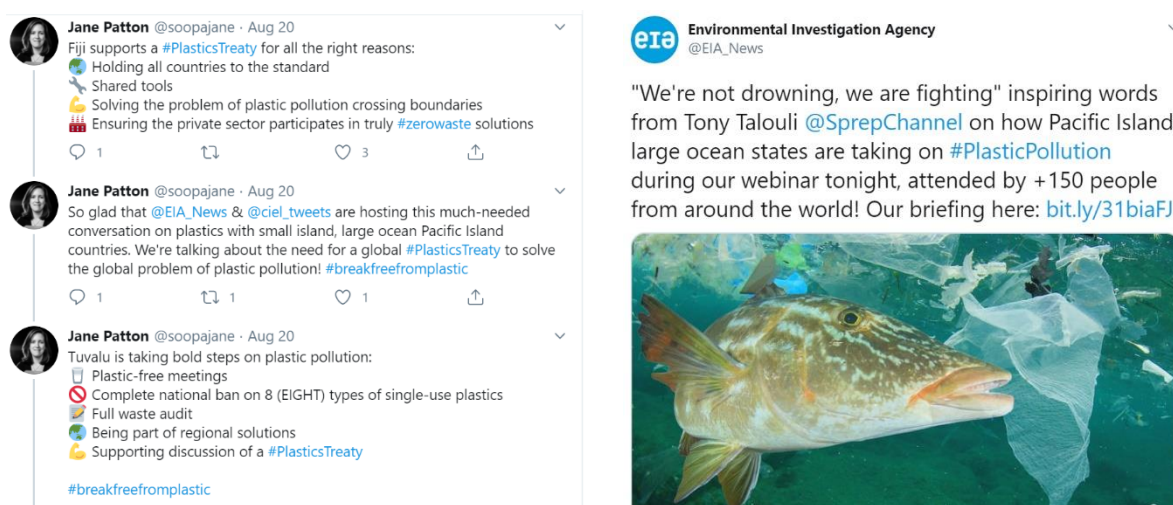 Jane Patton @soopajane · Aug 20
Fiji supports a #PlasticsTreaty for all the right reasons:
🌏 Holding all countries to the standard
🔧 Shared tools
💪 Solving the problem of plastic pollution crossing boundaries
🏭 Ensuring the private sector participates in truly #zerowaste solutions
1 3
Jane Patton @soopajane · Aug 20
So glad that @EIA_News & @ciel_tweets are hosting this much-needed
conversation on plastics with small island, large ocean Pacific Island
countries. We're talking about the need for a global #PlasticsTreaty to solve
the global problem of plastic pollution! #breakfreefromplastic
1 1 1
Jane Patton @soopajane · Aug 20
Tuvalu is taking bold steps on plastic pollution:
🥛 Plastic-free meetings
🚫 Complete national ban on 8 (EIGHT) types of single-use plastics
📝 Full waste audit
🌏 Being part of regional solutions
💪 Supporting discussion of a #PlasticsTreaty
#breakfreefromplastic
eia
Environmental Investigation Agency
@EIA_News
"We're not drowning, we are fighting" inspiring words
from Tony Talouli @SprepChannel on how Pacific Island
large ocean states are taking on #PlasticPollution
during our webinar tonight, attended by +150 people
from around the world! Our briefing here: bit.ly/31biaFJ